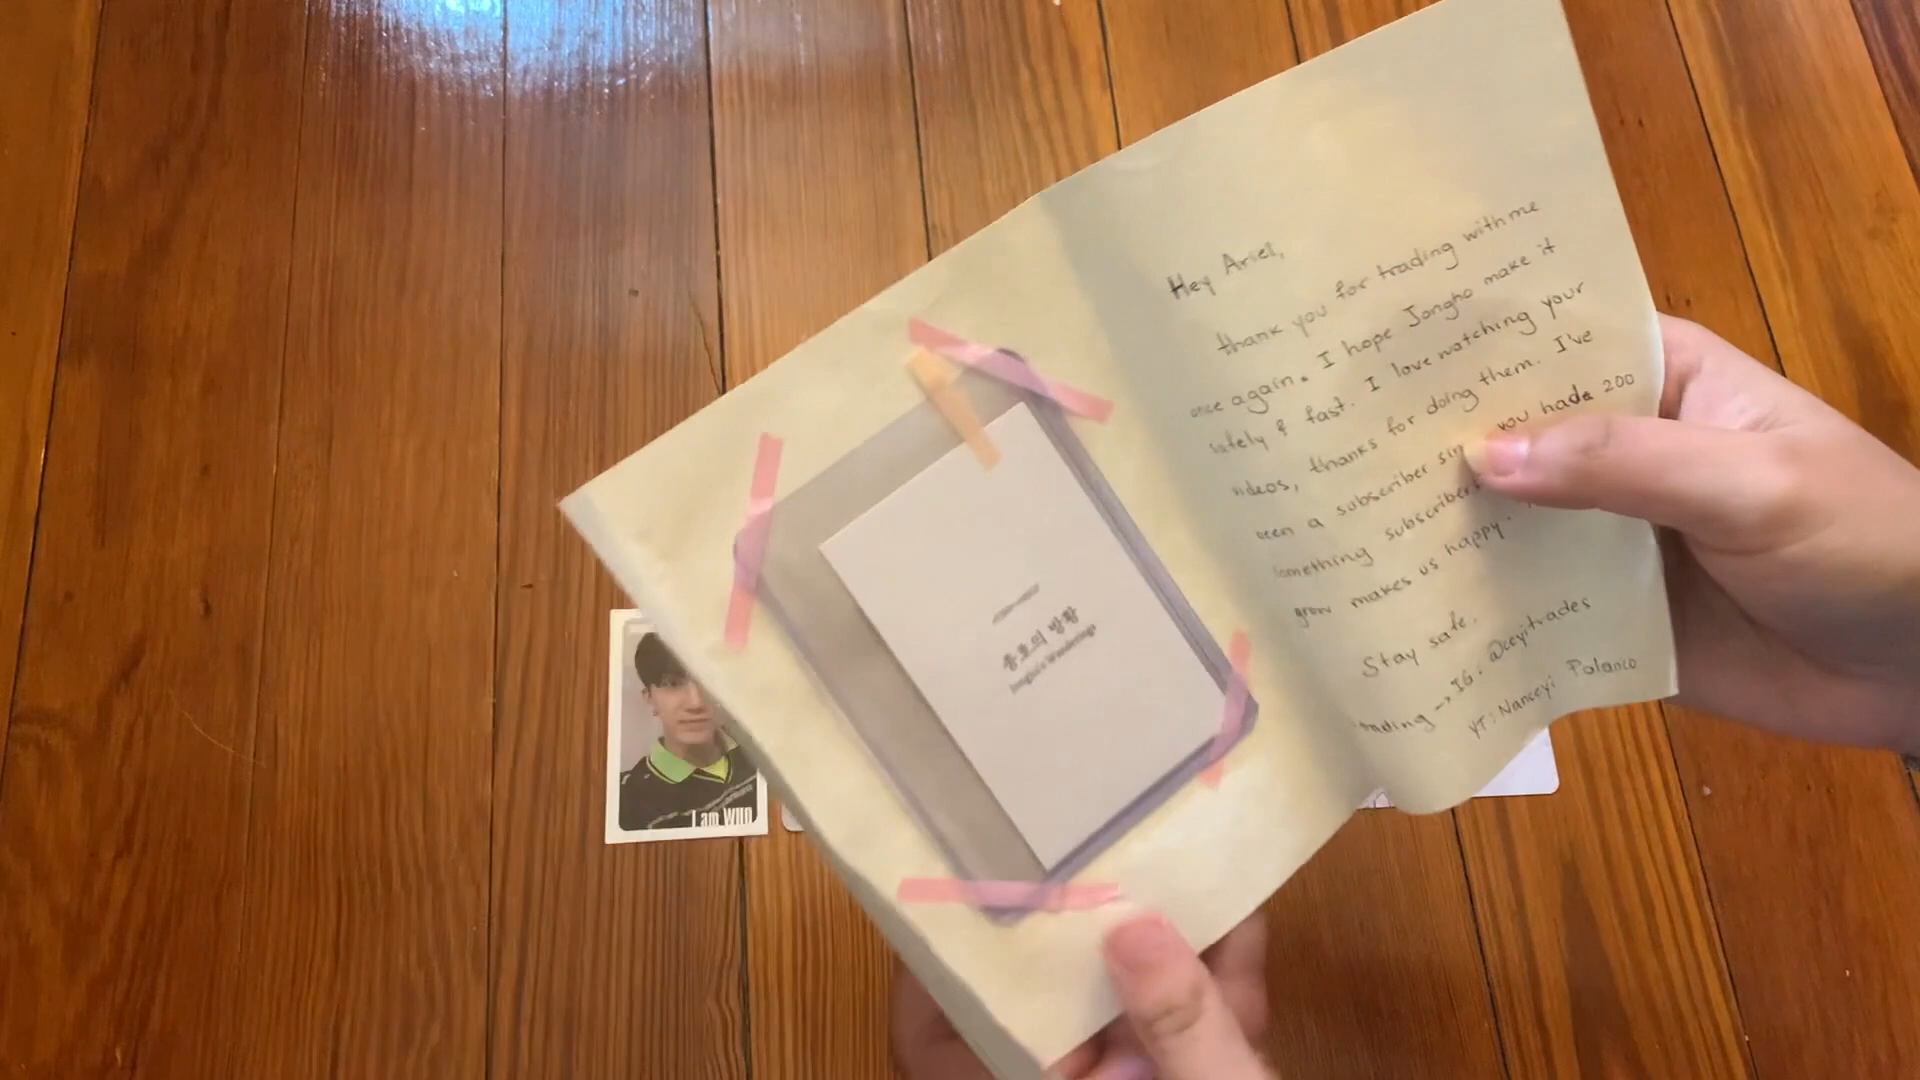 Hey Ariel,
thank you for trading with me
once again. I hope Jongho make it
safely & fast. I love watching your
videos, thanks for doing them. I've
been a subscriber you hade 200
something subscribers
grow makes us happy.
Stay safe.
trading → IG: @ceyitrades
YT: Nanceyi Polanco
종호의 방황
Jongho's Wanderings
I am WHO